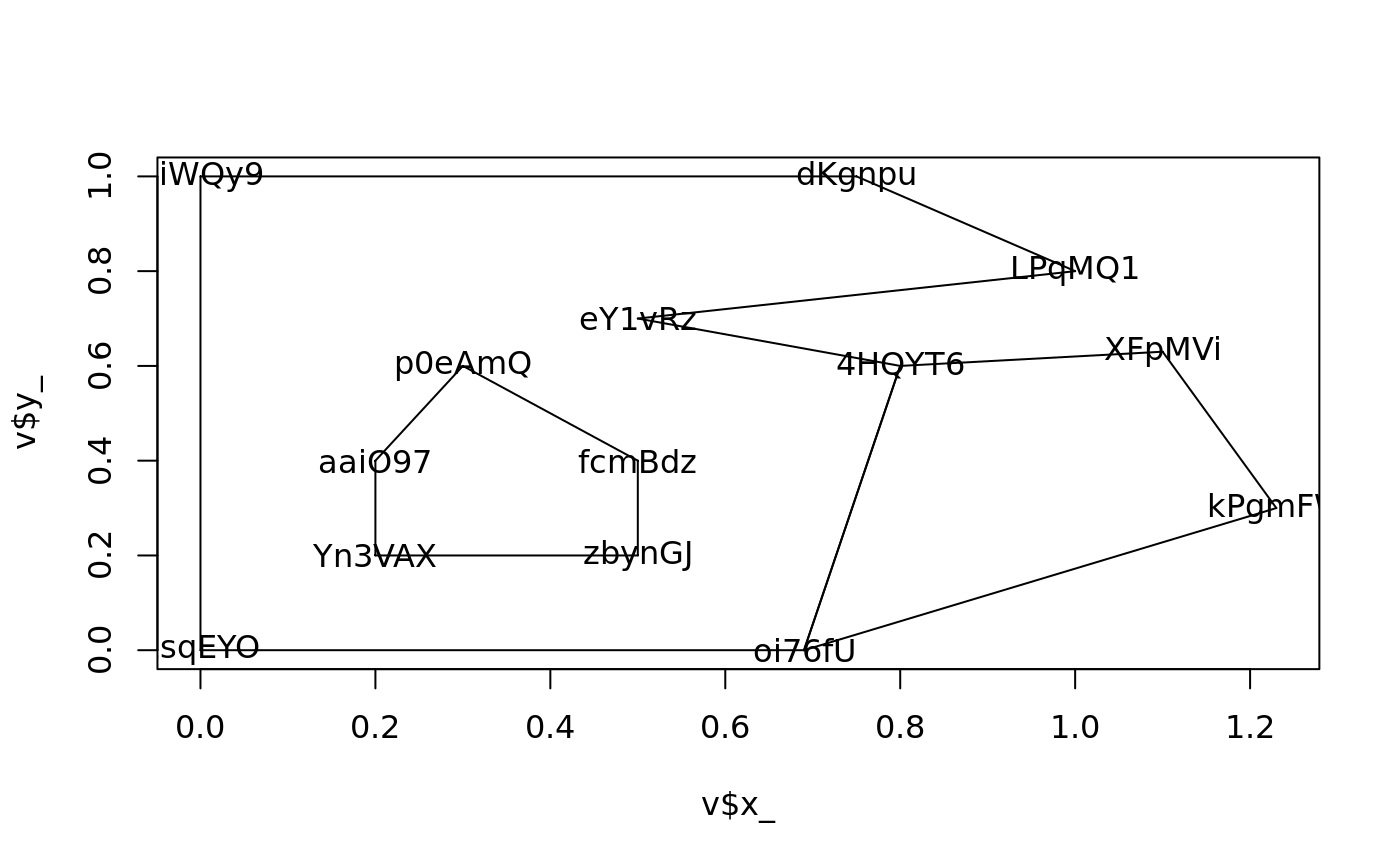 1.0
iWQy9
dKgnpu
0.8
LPqMQ1
eY1vRz
XFpMVi
0.6
p0eAmQ
4HQYT6
v$y_
0.4
aaiO97
fcmBdz
kPgmF
0.2
Yn3VAX
zbynGJ
0.0
sqEYO
oi76fU
0.0 0.2 0.4 0.6 0.8 1.0 1.2
v$x_